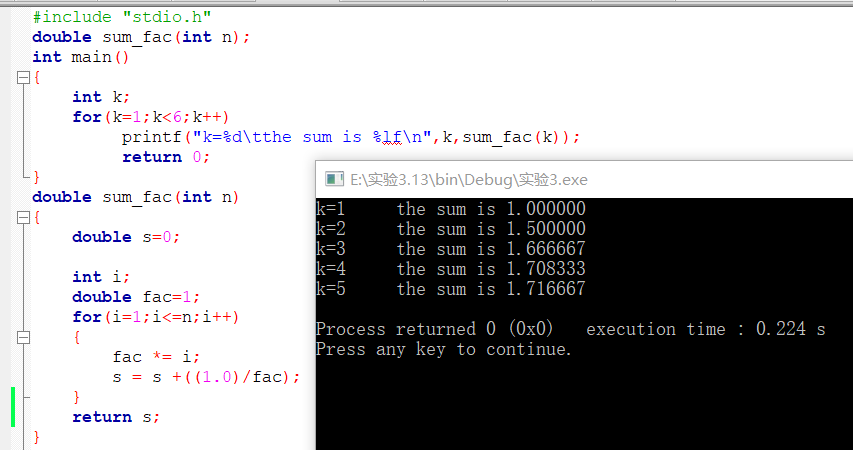 #include "stdio.h"
double sum_fac(int n);
int main()
{
    int k;
    for(k=1;k<6;k++)
         printf("k=%d\tthe sum is %lf\n",k,sum_fac(k));
         return 0;
}
double sum_fac(int n)
{
    double s=0;
    int i;
    double fac=1;
    for(i=1;i<=n;i++)
    {
        fac *= i;
        s = s +((1.0)/fac);
    }
    return s;
}
E:\实验3.13\bin\Debug\实验3.exe
k=1     the sum is 1.000000
k=2     the sum is 1.500000
k=3     the sum is 1.666667
k=4     the sum is 1.708333
k=5     the sum is 1.716667
Process returned 0 (0x0)   execution time : 0.224 s
Press any key to continue.